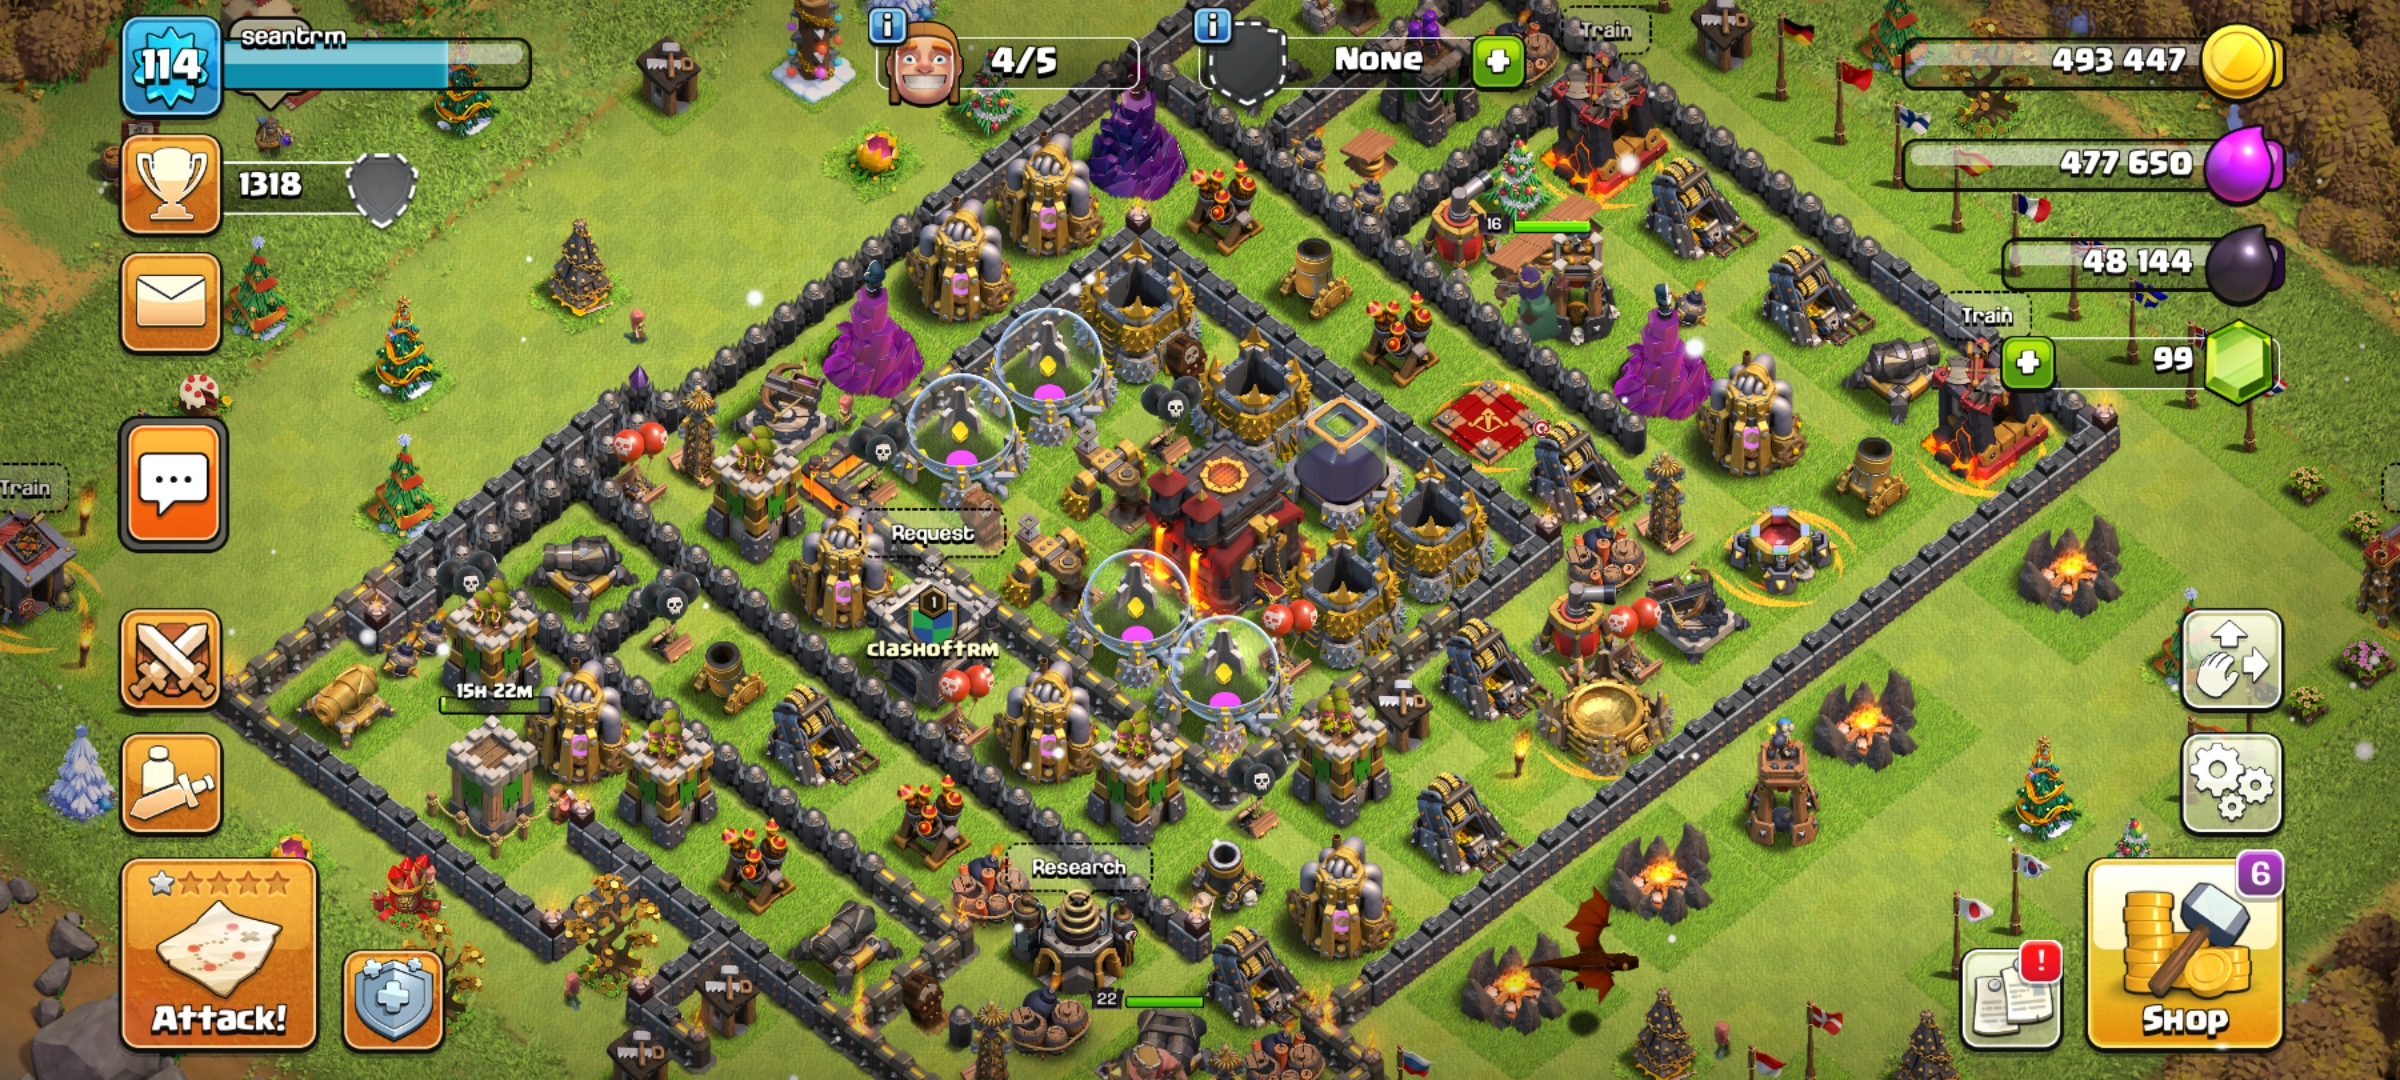 114
seantrm
4/5
None
Train
493 447
1318
477 650
16
48 144
Train
99
Train
Request
1
clashoftrm
15H 22M
Research
22
6
Attack!
Shop